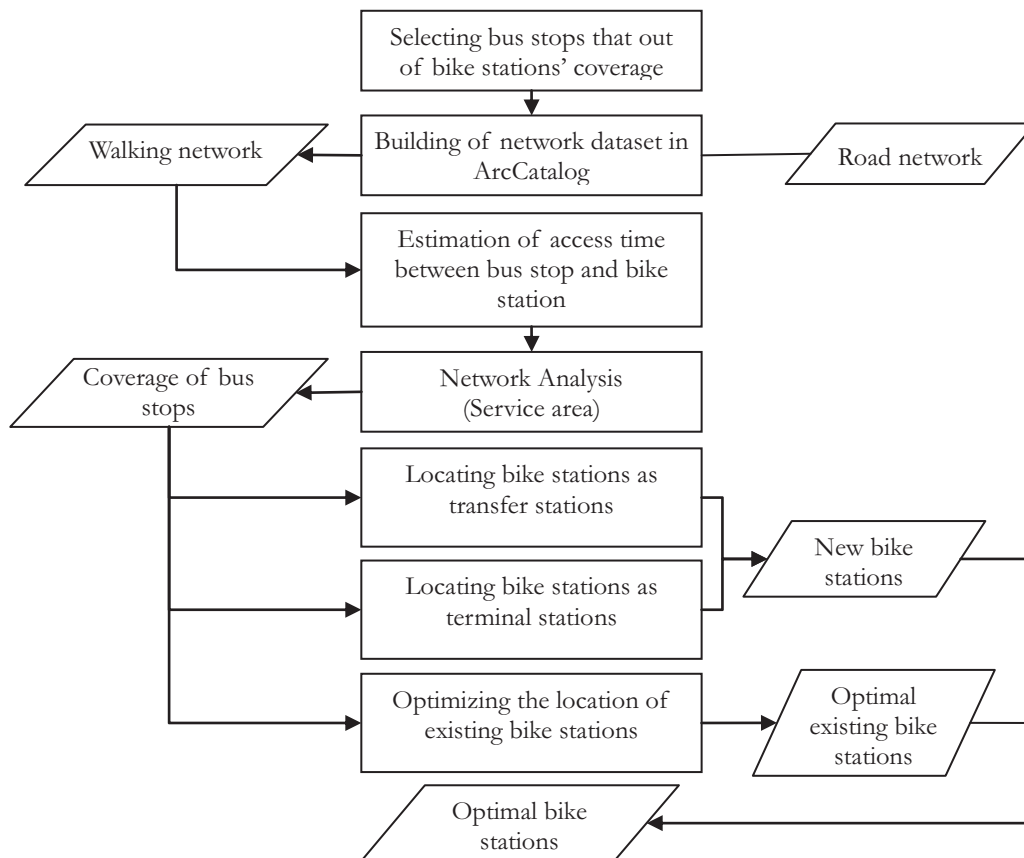 Selecting bus stops that out
of bike stations’ coverage
Walking network
Building of network dataset in
ArcCatalog
Road network
Estimation of access time
between bus stop and bike
station
Coverage of bus
stops
Network Analysis
(Service area)
Locating bike stations as
transfer stations
New bike
stations
Locating bike stations as
terminal stations
Optimizing the location of
existing bike stations
Optimal
existing bike
stations
Optimal bike
stations